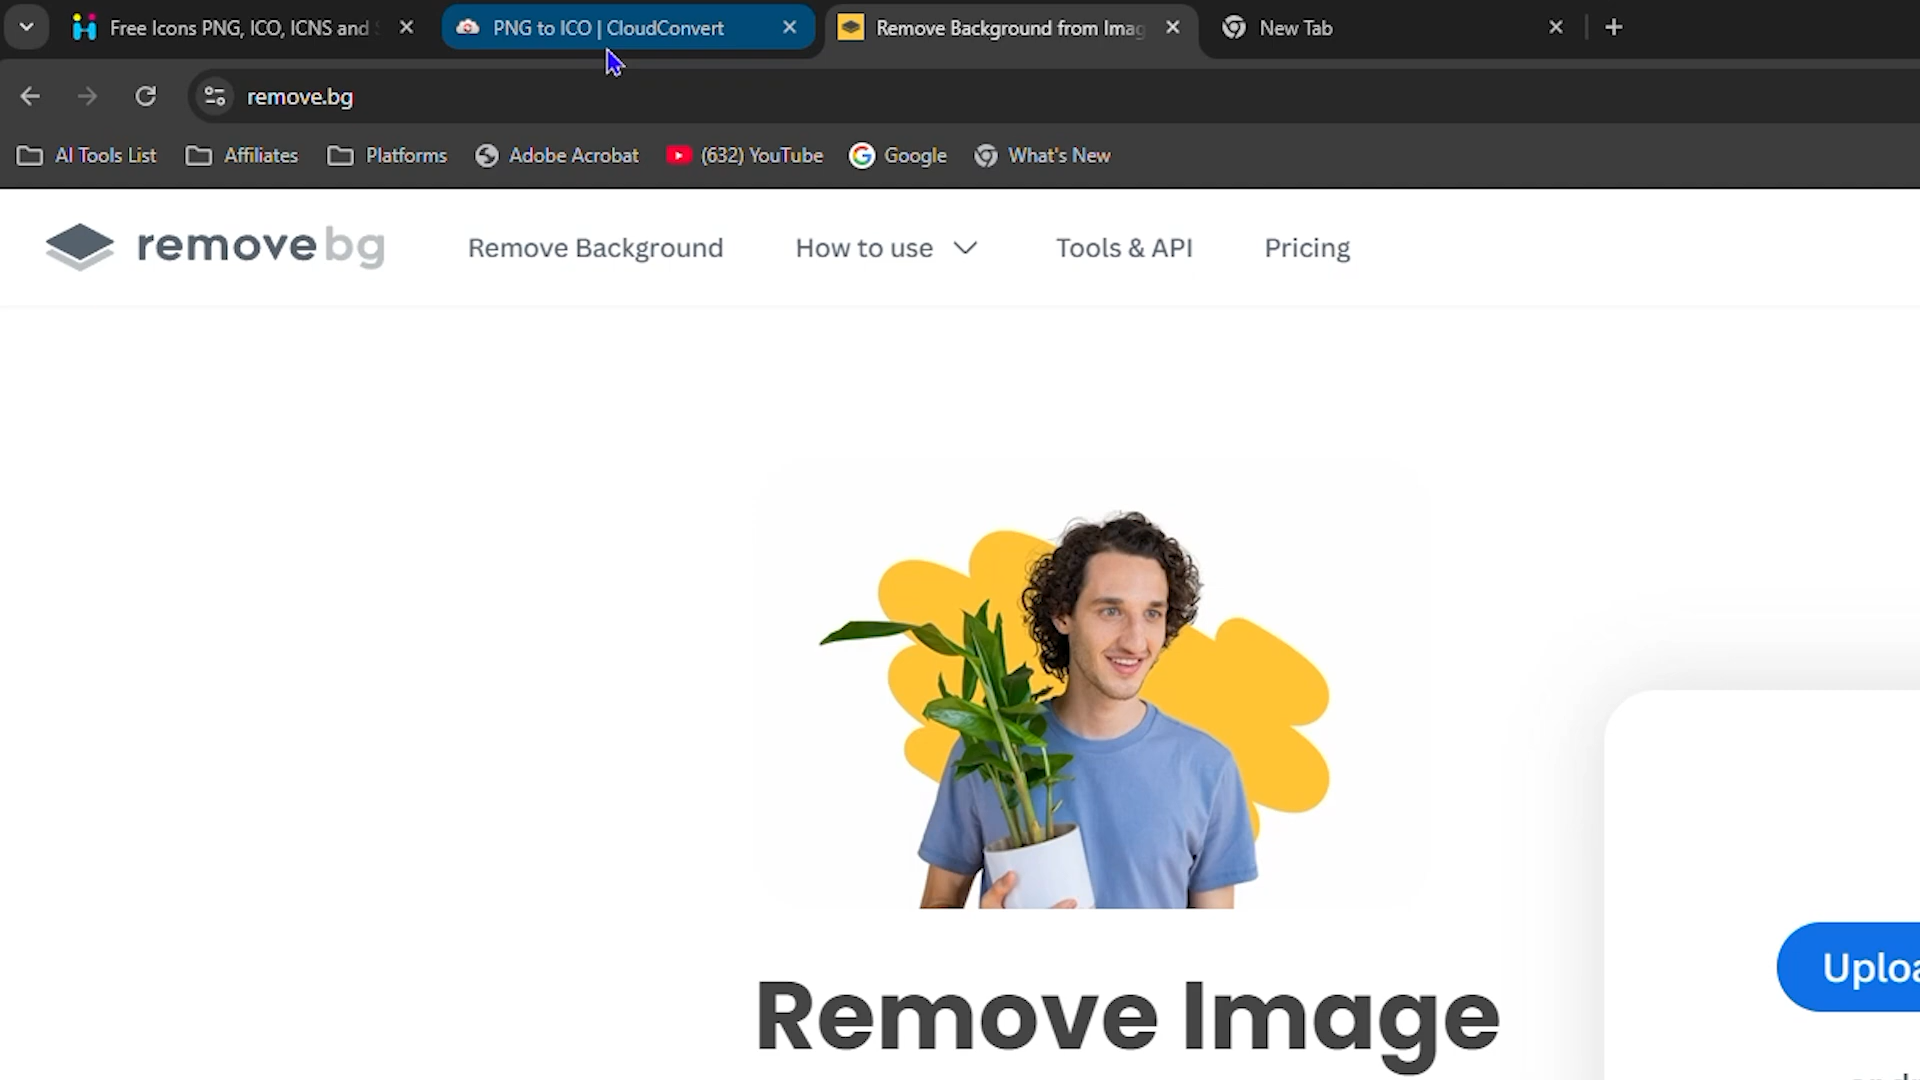 Free Icons PNG, ICO, ICNS and
PNG to ICO | CloudConvert
Remove Background from Imag
New Tab
remove.bg
AI Tools List
Affiliates
Platforms
Adobe Acrobat
(632) YouTube
Google
What's New
removebg
Remove Background
How to use
Tools & API
Pricing
Remove Image
Uploa